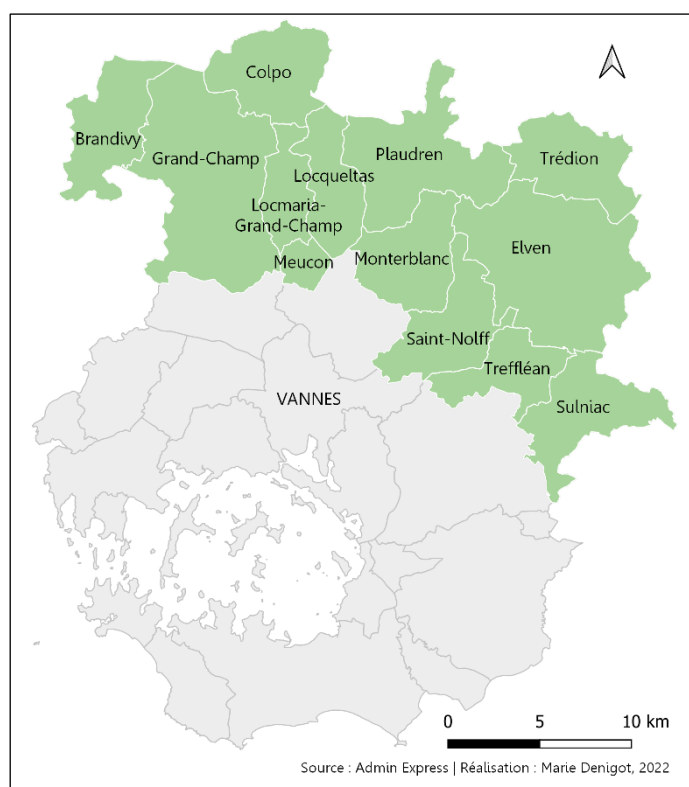 Colpo
Brandivy
Grand-Champ
Plaudren
Trédion
Locqueltas
Locmaria-
Grand-Champ
Elven
Meucon
Monterblanc
Saint-Nolff
Treffléan
VANNES
Sulniac
0 5 10 km
Source : Admin Express | Réalisation : Marie Denigot, 2022